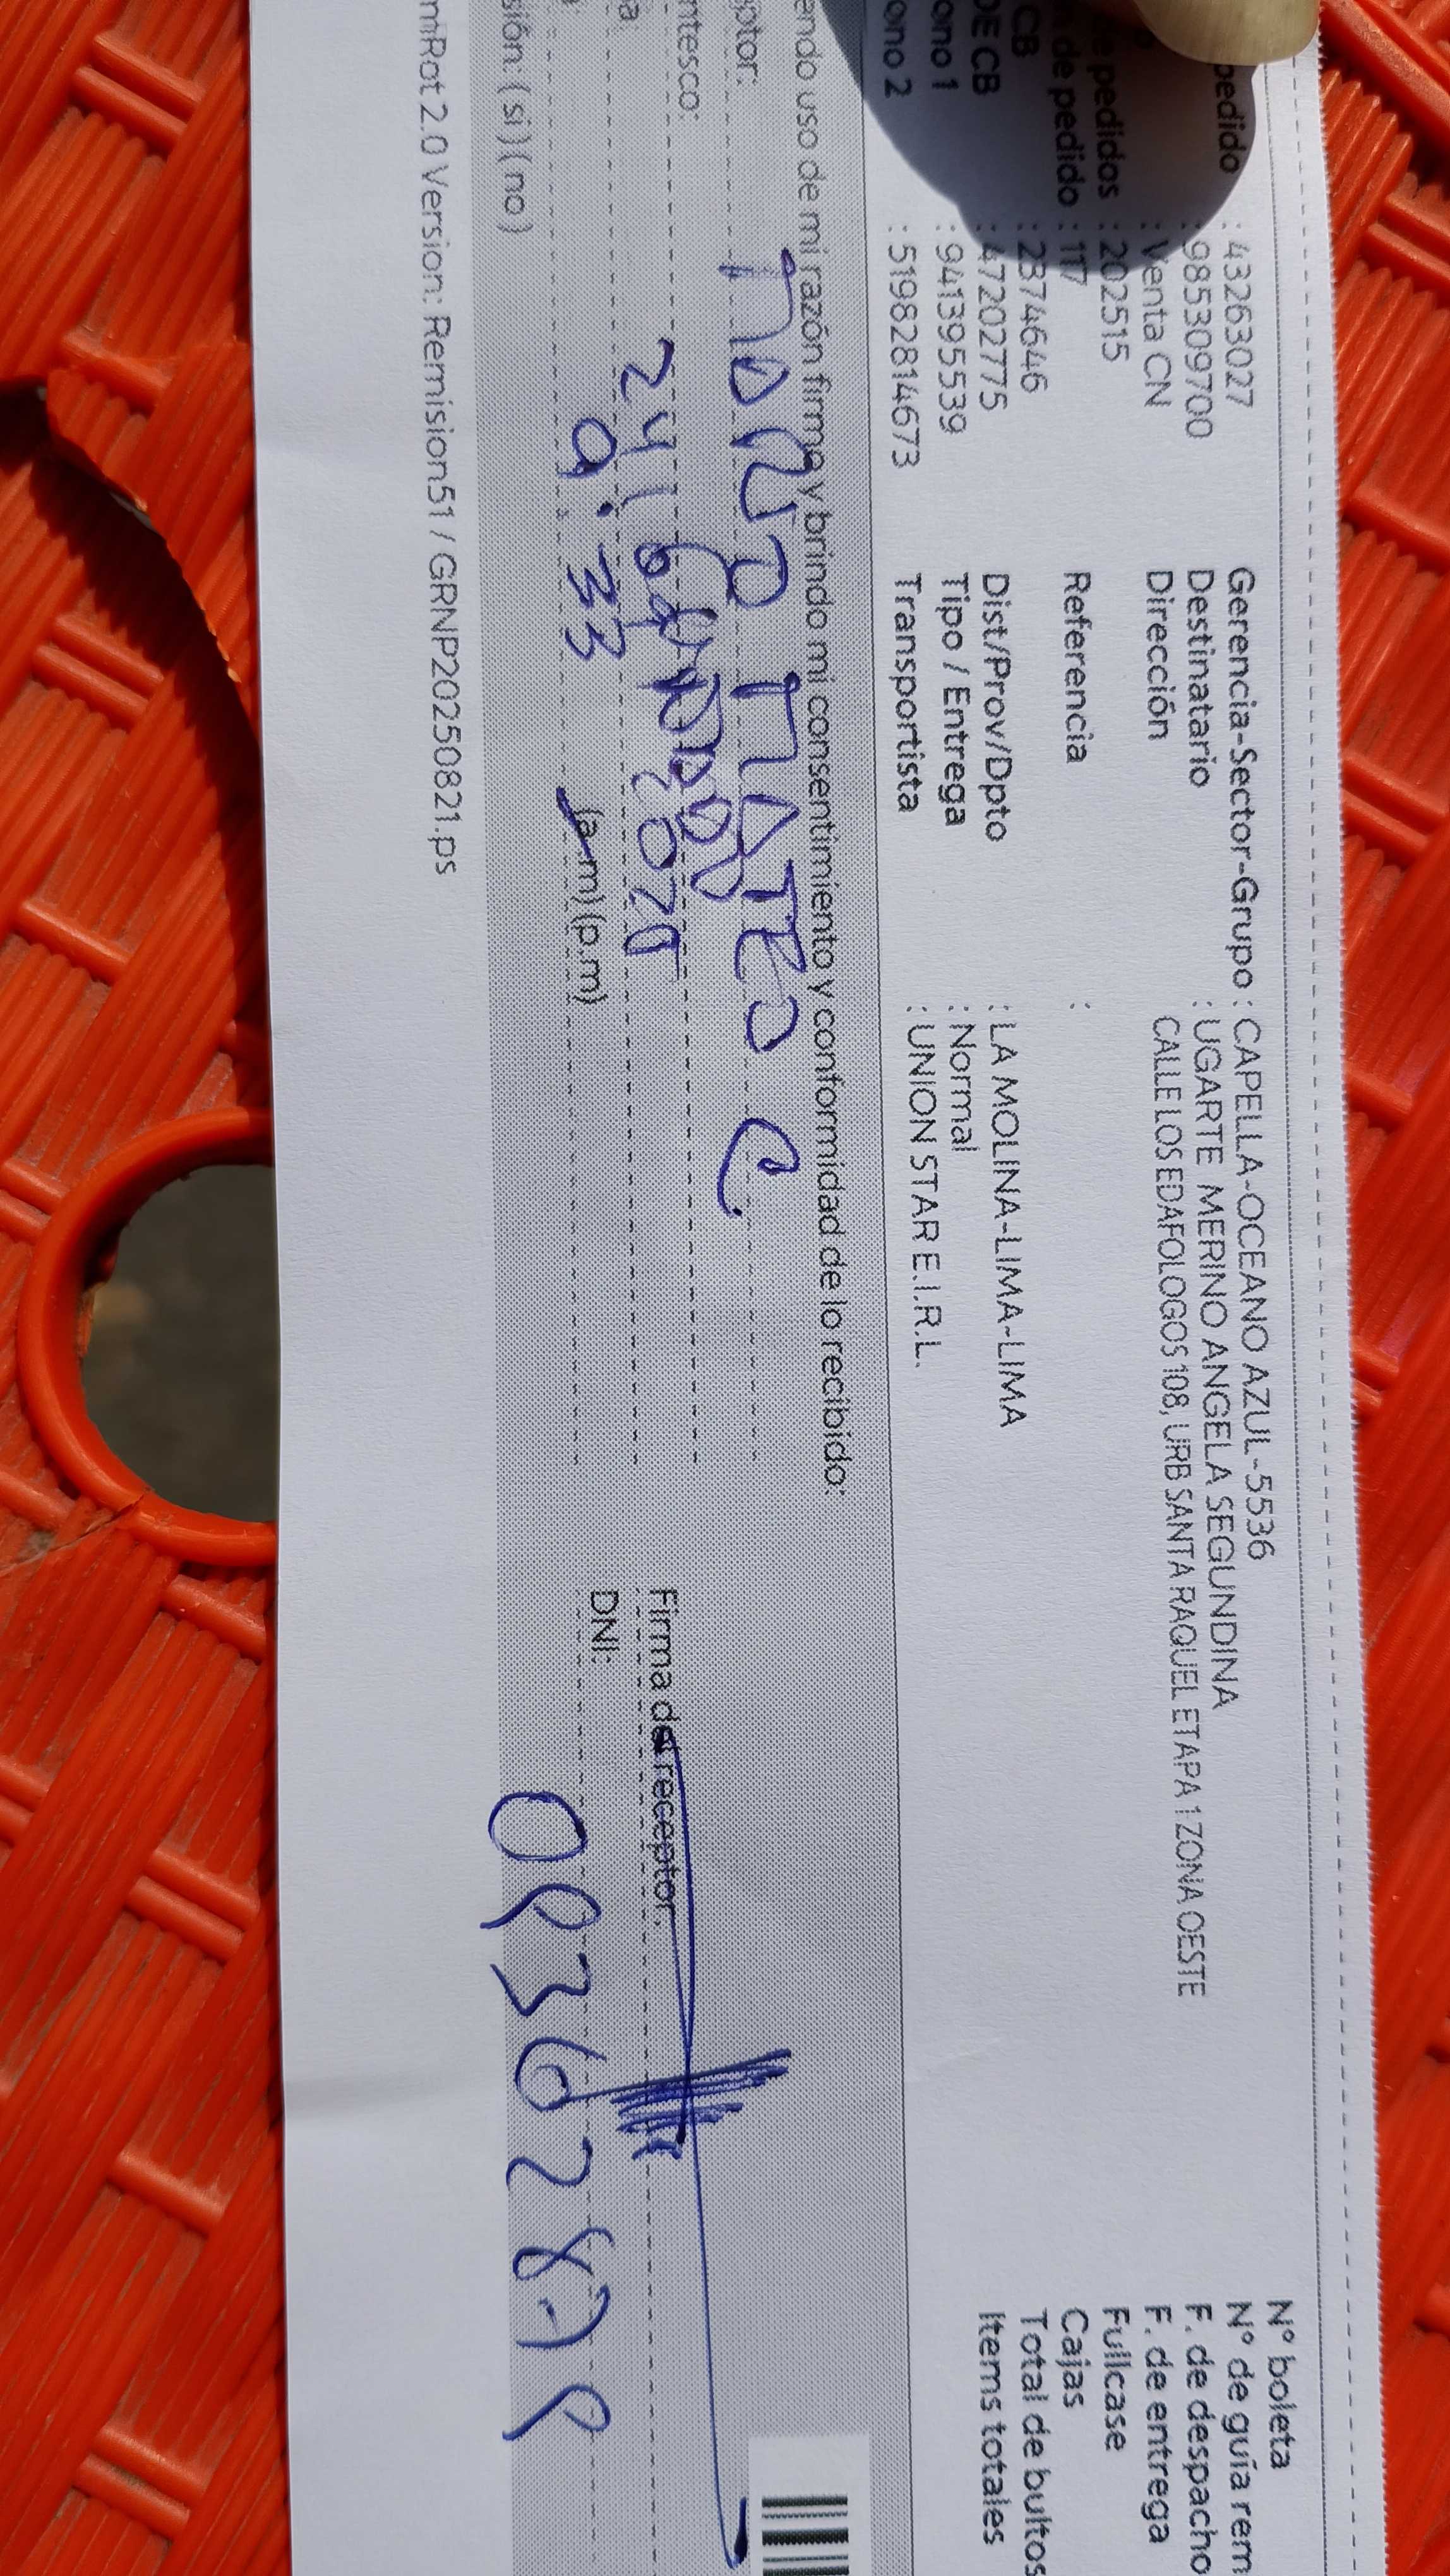 pedido : 43263027 Gerencia-Sector-Grupo : CAPELLA-OCEANO AZUL-5536 N° boleta
: 985309700 Destinatario : UGARTE MERINO ANGELA SEGUNDINA N° de guía rem
: Venta CN Dirección CALLE LOS EDAFOLOGOS 108, URB SANTA RAQUEL ETAPA 1 ZONA OESTE F. de despacho
de pedidos : 202515 F. de entrega
de pedido : 117 Referencia : Fullcase
CB : 2374646 Cajas
DE CB : 47202775 Dist/Prov/Dpto : LA MOLINA-LIMA-LIMA Total de bultos
ono 1 : 941395539 Tipo / Entrega : Normal Items totales
ono 2 : 51982814673 Transportista : UNION STAR E.I.R.L.
endo uso de mi razón firmo y brindo mi consentimiento y conformidad de lo recibido:
ptor: MATEO C
ntesco: Firma del receptor
a: 24
9:33 (a.m) (p.m) DNI:
sión: ( si ) ( no )
mRot 2.0 Version: Remision51 / GRNP20250821.ps